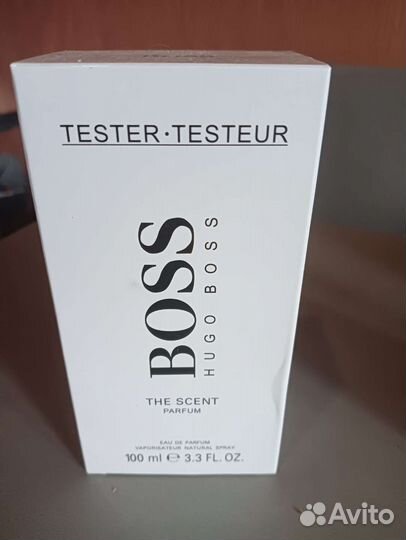 TESTER·TESTEUR
BOSS
HUGO BOSS
THE SCENT
PARFUM
EAU DE PARFUM
VAPORISATEUR NATURAL SPRAY
100 ml ℮ 3.3 FL. OZ.
Avito